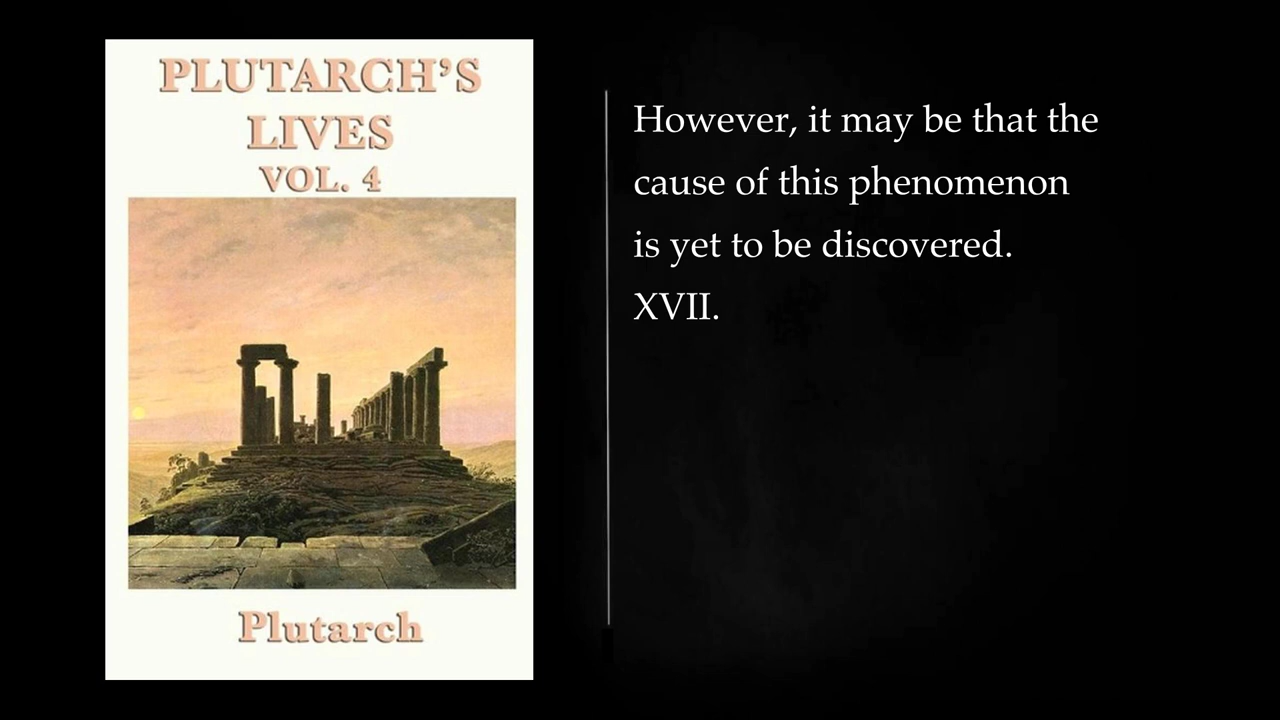 PLUTARCH'S
LIVES
VOL. 4
Plutarch
However, it may be that the
cause of this phenomenon
is yet to be discovered.
XVII.